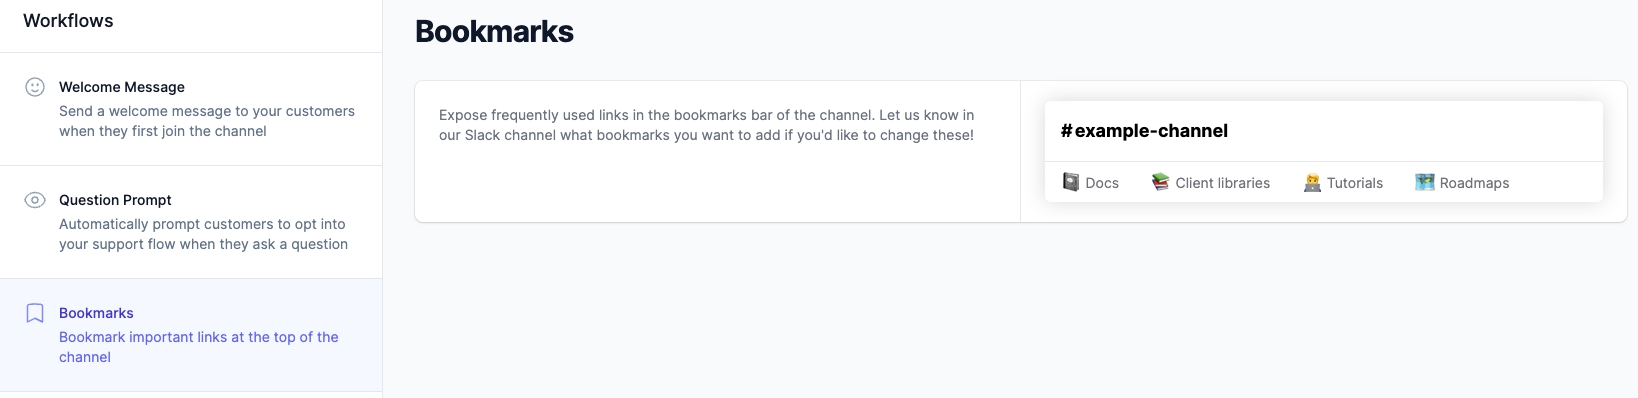 Workflows
Welcome Message
Send a welcome message to your customers
when they first join the channel
Question Prompt
Automatically prompt customers to opt into
your support flow when they ask a question
Bookmarks
Bookmark important links at the top of the
channel
Bookmarks
Expose frequently used links in the bookmarks bar of the channel. Let us know in
our Slack channel what bookmarks you want to add if you'd like to change these!
#example-channel
Docs Client libraries Tutorials Roadmaps